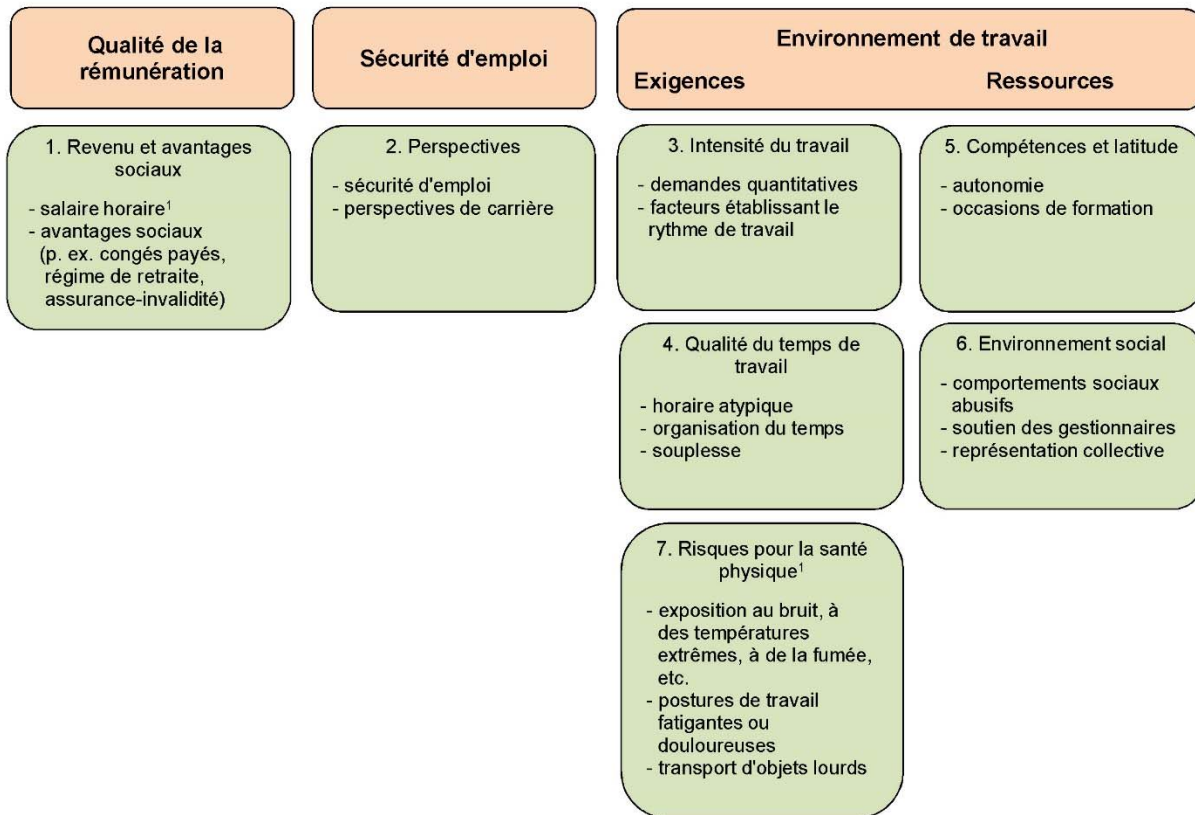 Qualité de la
rémunération
Sécurité d'emploi
Environnement de travail
Exigences
Ressources
1. Revenu et avantages
sociaux
- salaire horaire¹
- avantages sociaux
(p. ex. congés payés,
régime de retraite,
assurance-invalidité)
2. Perspectives
- sécurité d'emploi
- perspectives de carrière
3. Intensité du travail
- demandes quantitatives
- facteurs établissant le
rythme de travail
4. Qualité du temps de
travail
- horaire atypique
- organisation du temps
- souplesse
7. Risques pour la santé
physique¹
- exposition au bruit, à
des températures
extrêmes, à de la fumée,
etc.
- postures de travail
fatigantes ou
douloureuses
- transport d'objets lourds
5. Compétences et latitude
- autonomie
- occasions de formation
6. Environnement social
- comportements sociaux
abusifs
- soutien des gestionnaires
- représentation collective